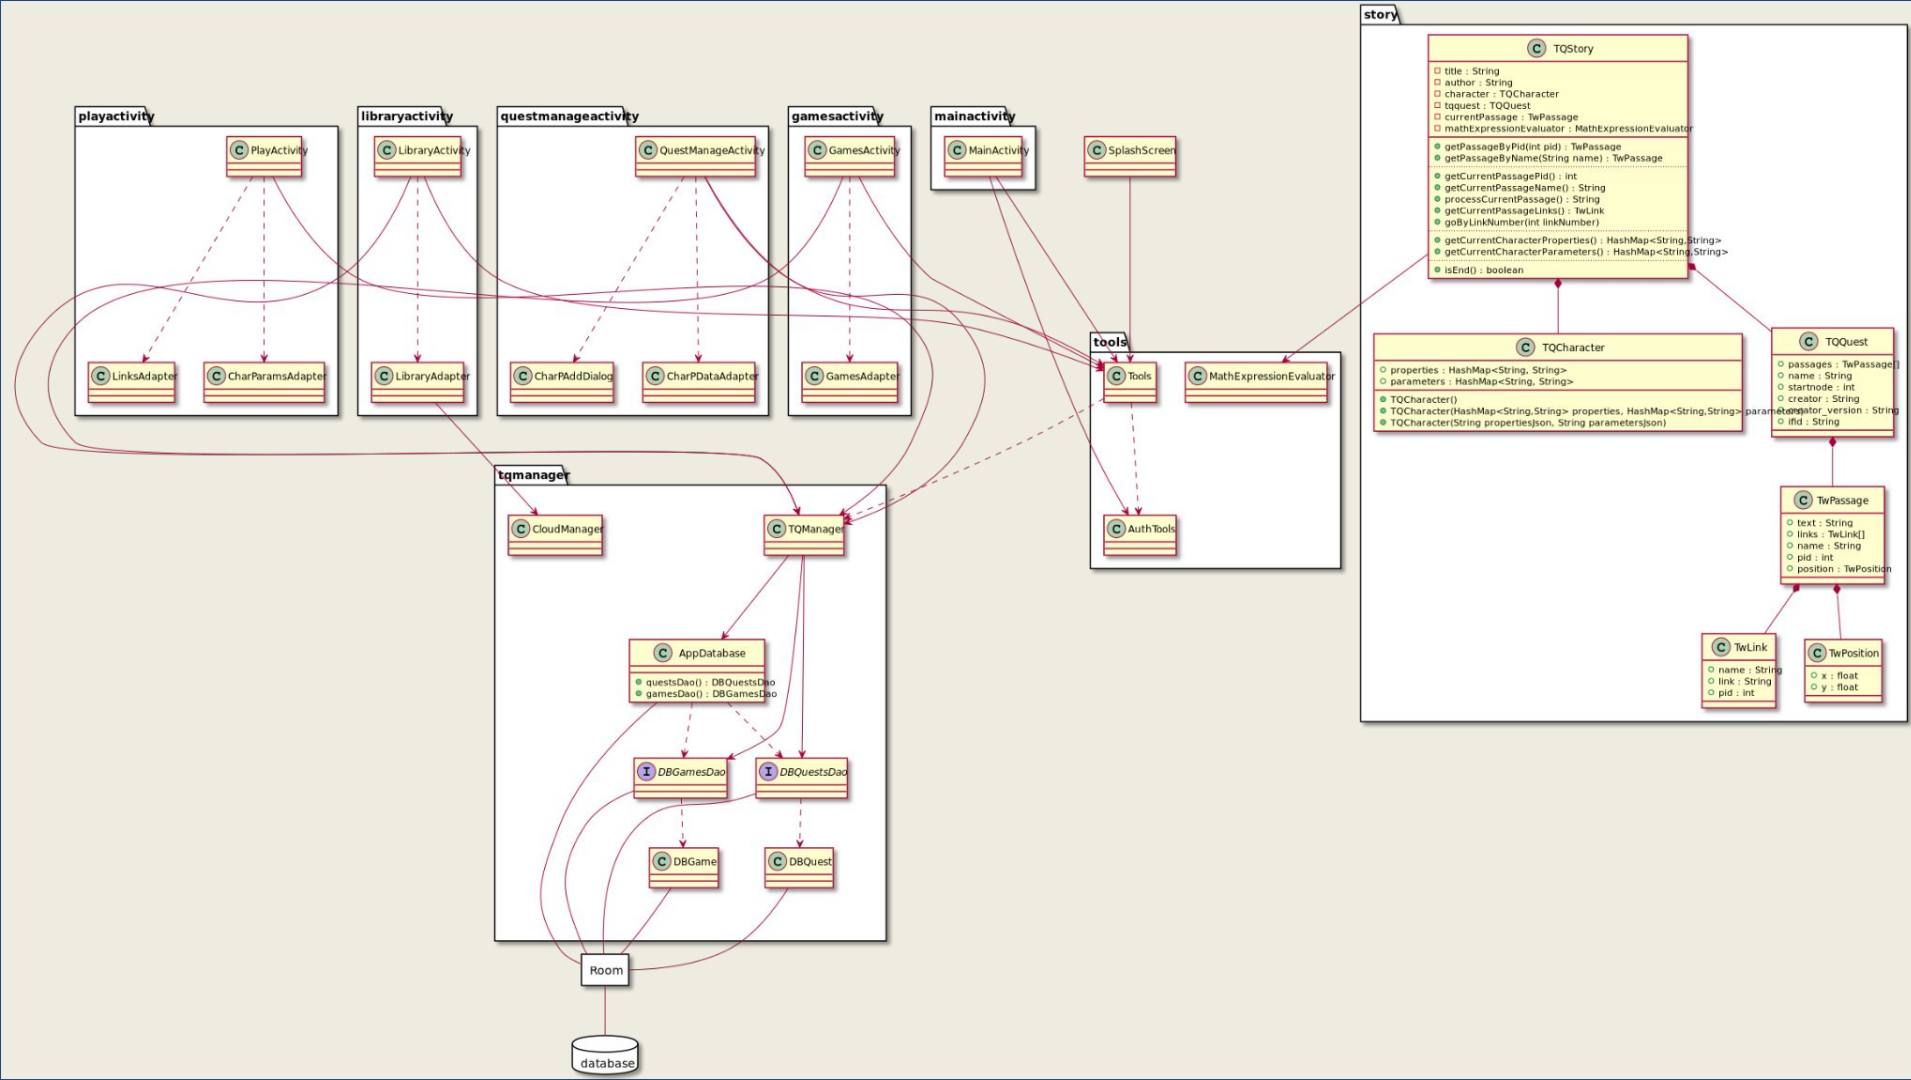 story
C TQStory
title : String
author : String
character : TQCharacter
tqquest : TQQuest
currentPassage : TwPassage
mathExpressionEvaluator : MathExpressionEvaluator
getPassageByPid(int pid) : TwPassage
getPassageByName(String name) : TwPassage
getCurrentPassagePid() : int
getCurrentPassageName() : String
processCurrentPassage() : String
getCurrentPassageLinks() : TwLink
goByLinkNumber(int linkNumber)
getCurrentCharacterProperties() : HashMap<String,String>
getCurrentCharacterParameters() : HashMap<String,String>
isEnd() : boolean
playactivity
libraryactivity
questmanageactivity
gamesactivity
mainactivity
C PlayActivity
C LibraryActivity
C QuestManageActivity
C GamesActivity
C MainActivity
C SplashScreen
tools
C LinksAdapter
C CharParamsAdapter
C LibraryAdapter
C CharPAddDialog
C CharPDataAdapter
C GamesAdapter
C Tools
C MathExpressionEvaluator
C TQCharacter
properties : HashMap<String, String>
parameters : HashMap<String, String>
TQCharacter()
TQCharacter(HashMap<String,String> properties, HashMap<String,String> parameters)
TQCharacter(String propertiesJson, String parametersJson)
C TQQuest
passages : TwPassage[]
name : String
startnode : int
creator : String
creator_version : String
ifid : String
tqmanager
C CloudManager
C TQManager
C AuthTools
C TwPassage
text : String
links : TwLink[]
name : String
pid : int
position : TwPosition
C AppDatabase
questsDao() : DBQuestsDao
gamesDao() : DBGamesDao
C TwLink
name : String
link : String
pid : int
C TwPosition
x : float
y : float
I DBGamesDao
I DBQuestsDao
C DBGame
C DBQuest
Room
database